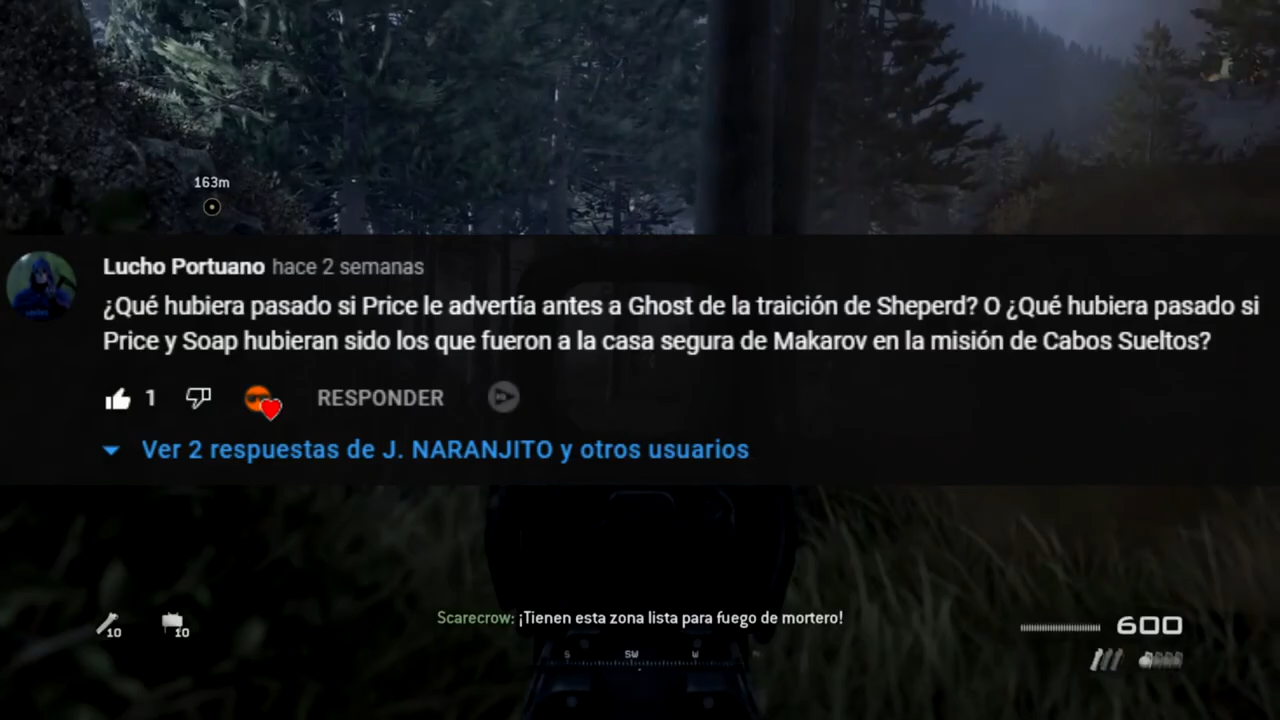 163m
Lucho Portuano hace 2 semanas
¿Qué hubiera pasado si Price le advertía antes a Ghost de la traición de Sheperd? O ¿Qué hubiera pasado si
Price y Soap hubieran sido los que fueron a la casa segura de Makarov en la misión de Cabos Sueltos?
1 RESPONDER
Ver 2 respuestas de J. NARANJITO y otros usuarios
Scarecrow: ¡Tienen esta zona lista para fuego de mortero!
10 10 600
S SW W